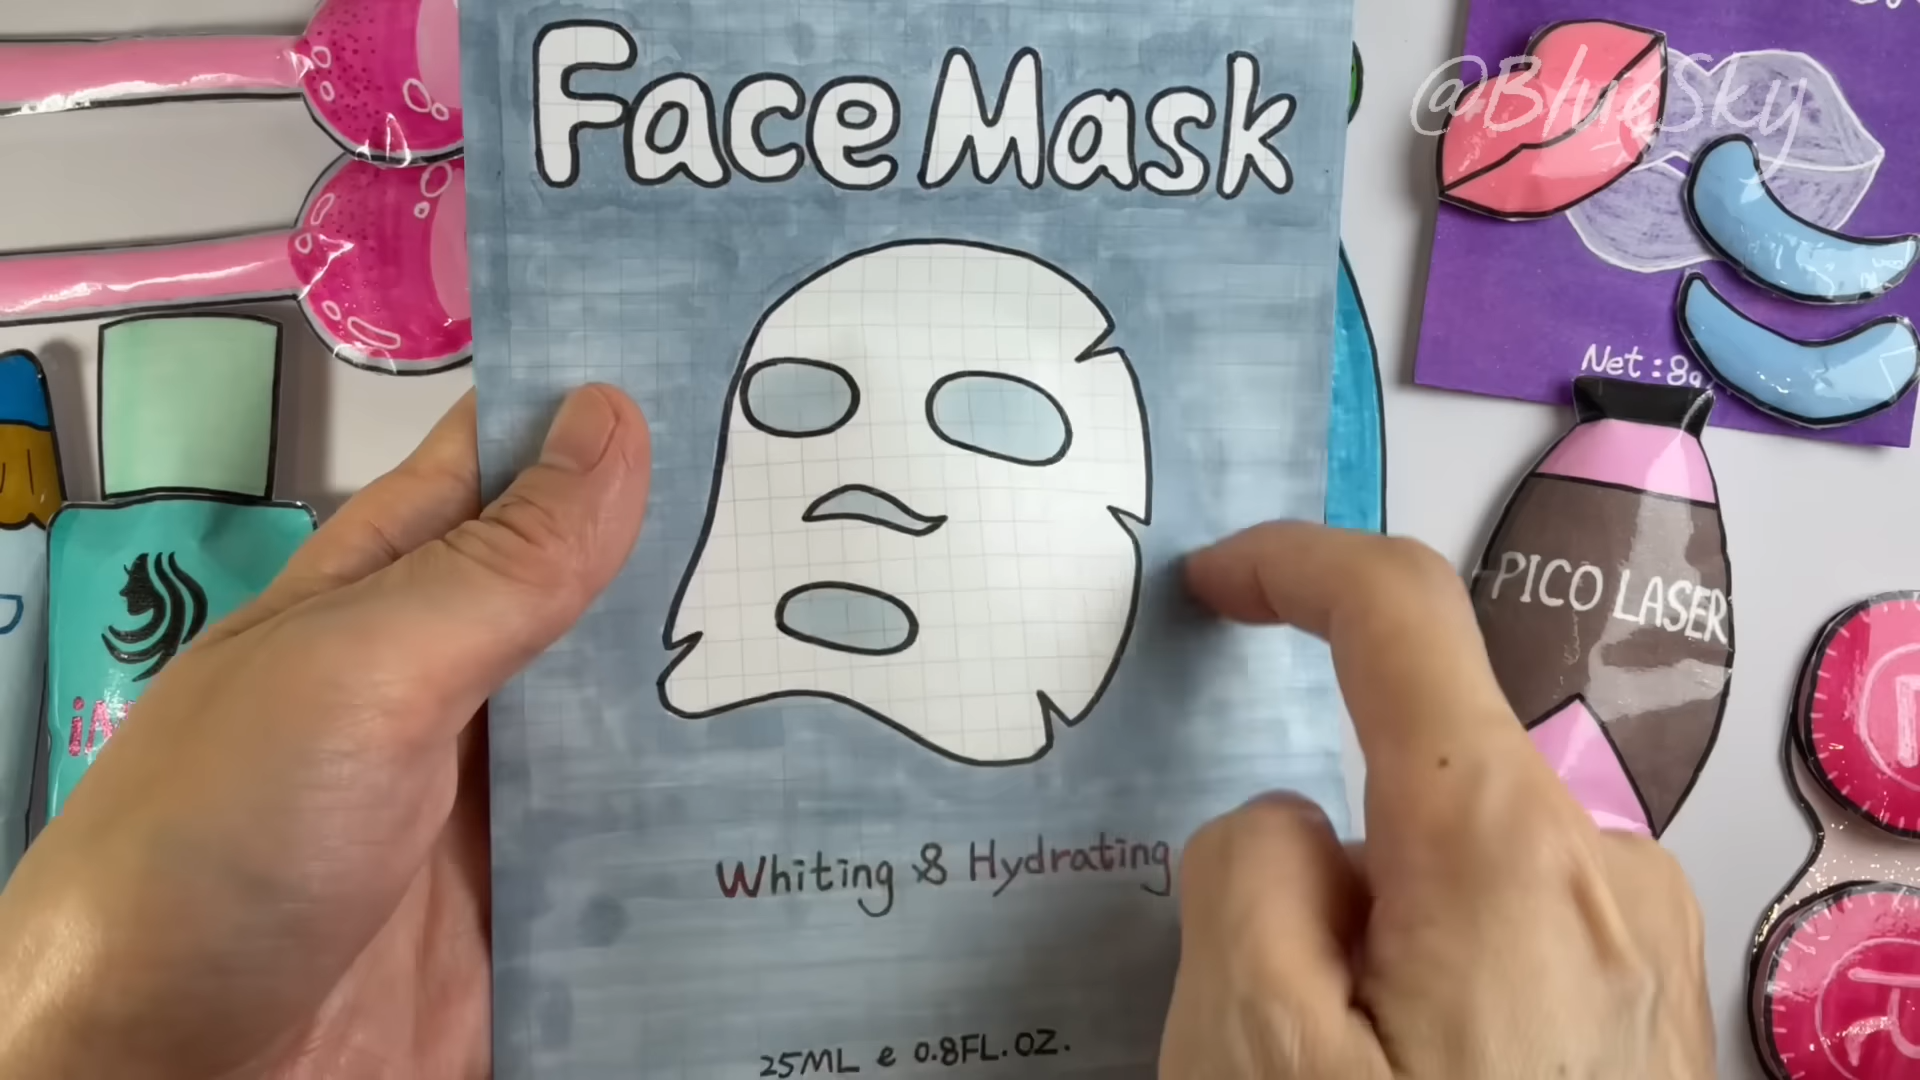 Face Mask
@BlueSky
Net:8g
PICO LASER
Whiting & Hydrating
25ML e 0.8FL.OZ.